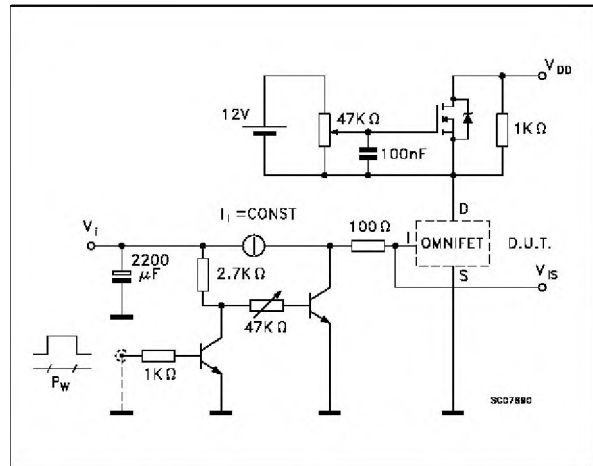 V_DD
12V
47KΩ
1KΩ
100nF
D
V_i
I_i =CONST
100Ω
I
OMNIFET
D.U.T.
2200
μF
2.7KΩ
S
V_IS
47KΩ
1KΩ
P_W
SC07890